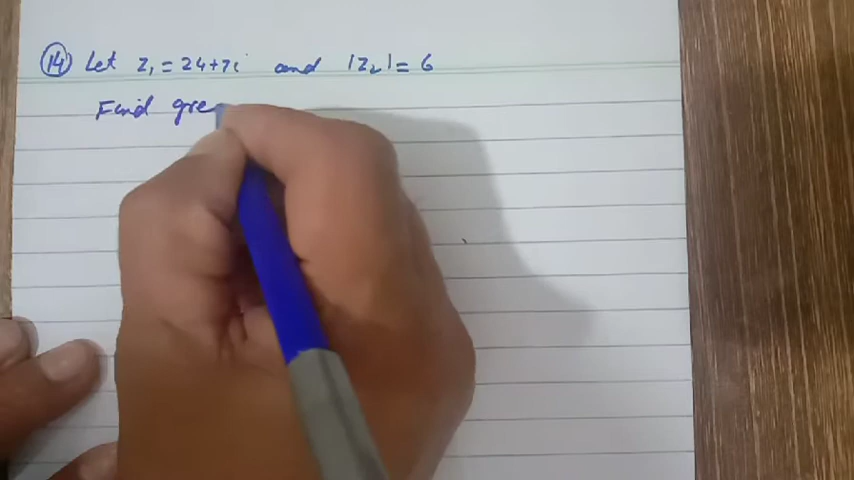 (14) Let z₁ = 24+7i and |z₂| = 6
Find gre